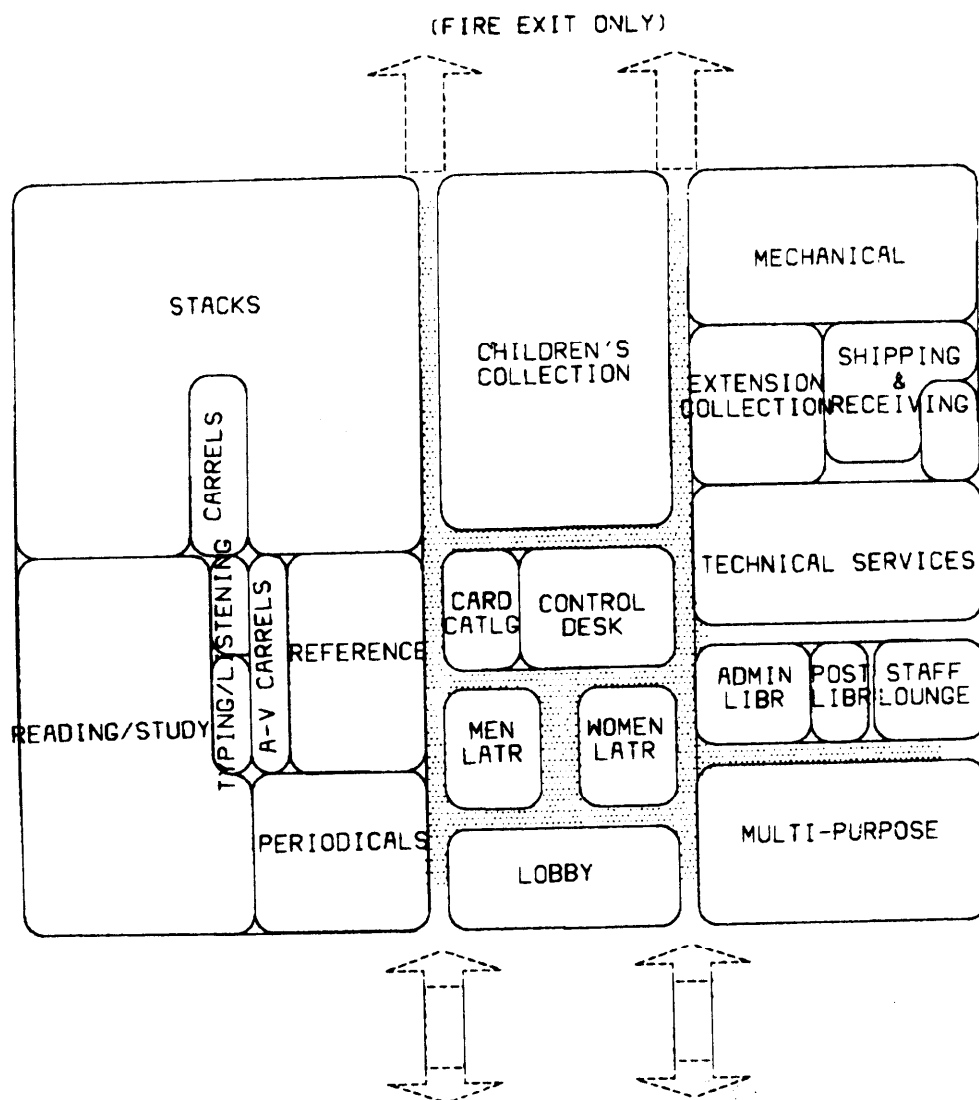 (FIRE EXIT ONLY)
MECHANICAL
STACKS
CHILDREN'S
COLLECTION
SHIPPING
&
RECEIVING
EXTENSION
COLLECTION
CARRELS
TECHNICAL SERVICES
TYPING/LISTENING
A-V CARRELS
REFERENCE
CARD
CATLG
CONTROL
DESK
ADMIN
LIBR
POST
LIBR
STAFF
LOUNGE
READING/STUDY
MEN
LATR
WOMEN
LATR
PERIODICALS
LOBBY
MULTI-PURPOSE